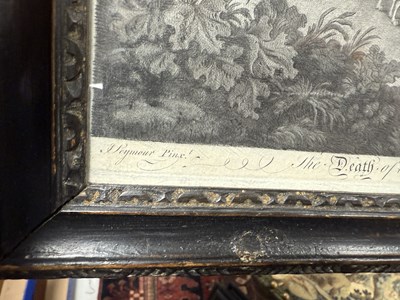 J. Seymour Pinx.t
The Death of